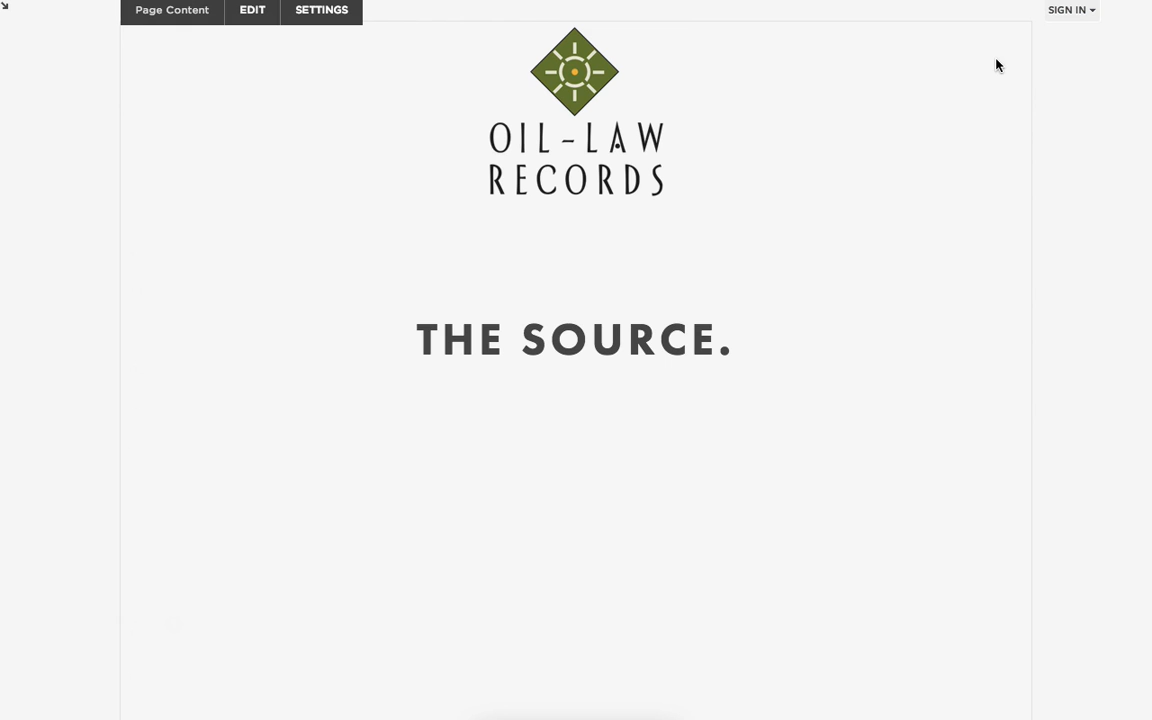 Page Content EDIT SETTINGS SIGN IN
OIL-LAW
RECORDS
THE SOURCE.